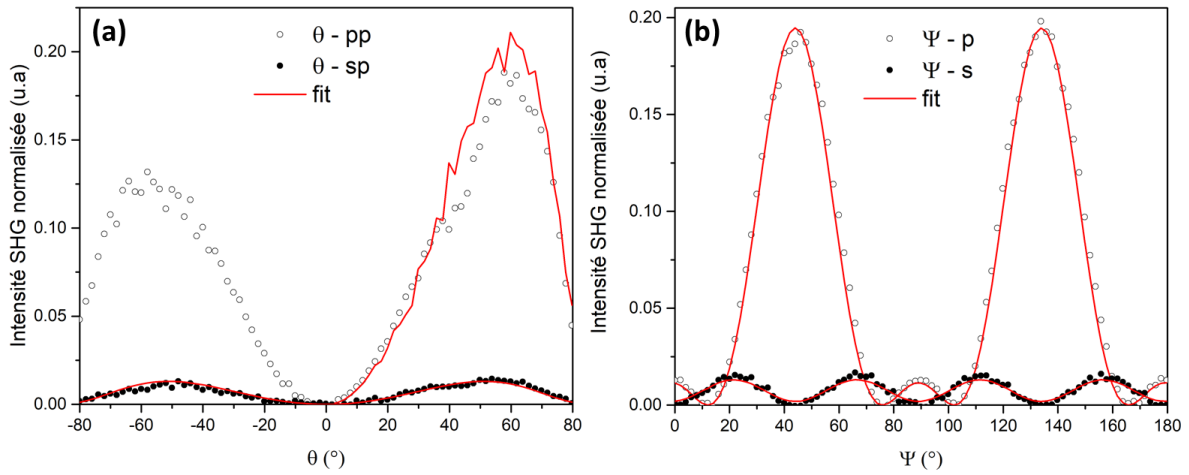 (a)
θ - pp
θ - sp
fit
Intensité SHG normalisée (u.a)
0.20
0.15
0.10
0.05
0.00
-80 -60 -40 -20 0 20 40 60 80
θ (°)
(b)
Ψ - p
Ψ - s
fit
Intensité SHG normalisée (u.a)
0.20
0.15
0.10
0.05
0.00
0 20 40 60 80 100 120 140 160 180
Ψ (°)